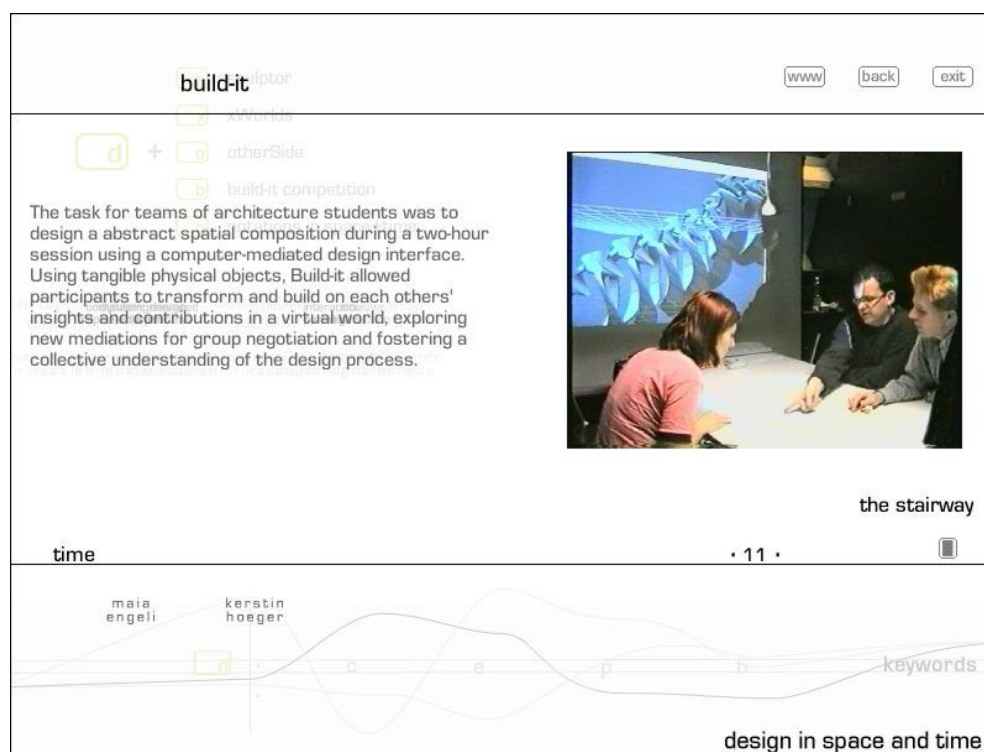 build-it
www back exit
sculptor
x xWorlds
d + o otherSide
b build-it competition
The task for teams of architecture students was to
design a abstract spatial composition during a two-hour
session using a computer-mediated design interface.
Using tangible physical objects, Build-it allowed
participants to transform and build on each others'
insights and contributions in a virtual world, exploring
new mediations for group negotiation and fostering a
collective understanding of the design process.
the stairway
time
· 11 ·
maia
engeli
kerstin
hoeger
d c e p b keywords
design in space and time